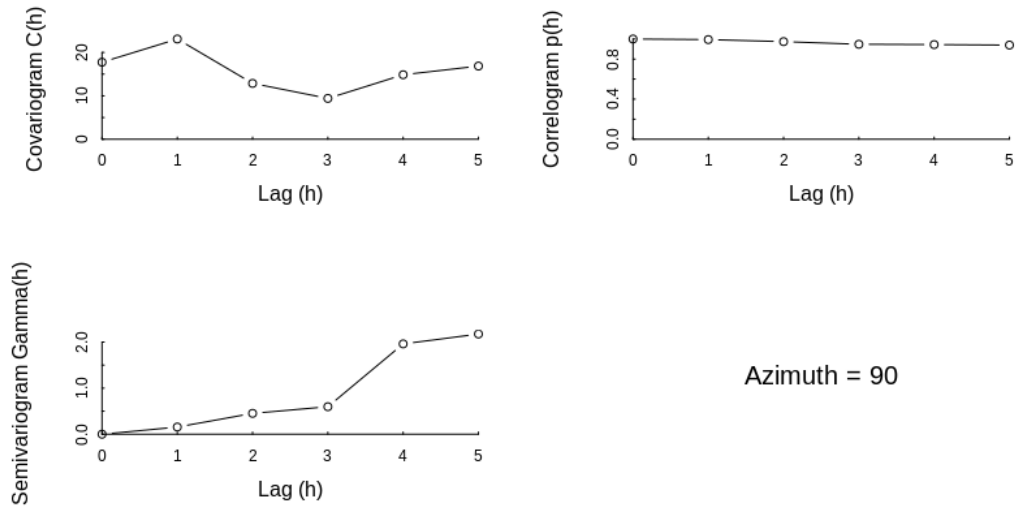 Covariogram C(h)
0 10 20
0 1 2 3 4 5
Lag (h)
Correlogram p(h)
0.0 0.4 0.8
0 1 2 3 4 5
Lag (h)
Semivariogram Gamma(h)
0.0 1.0 2.0
0 1 2 3 4 5
Lag (h)
Azimuth = 90